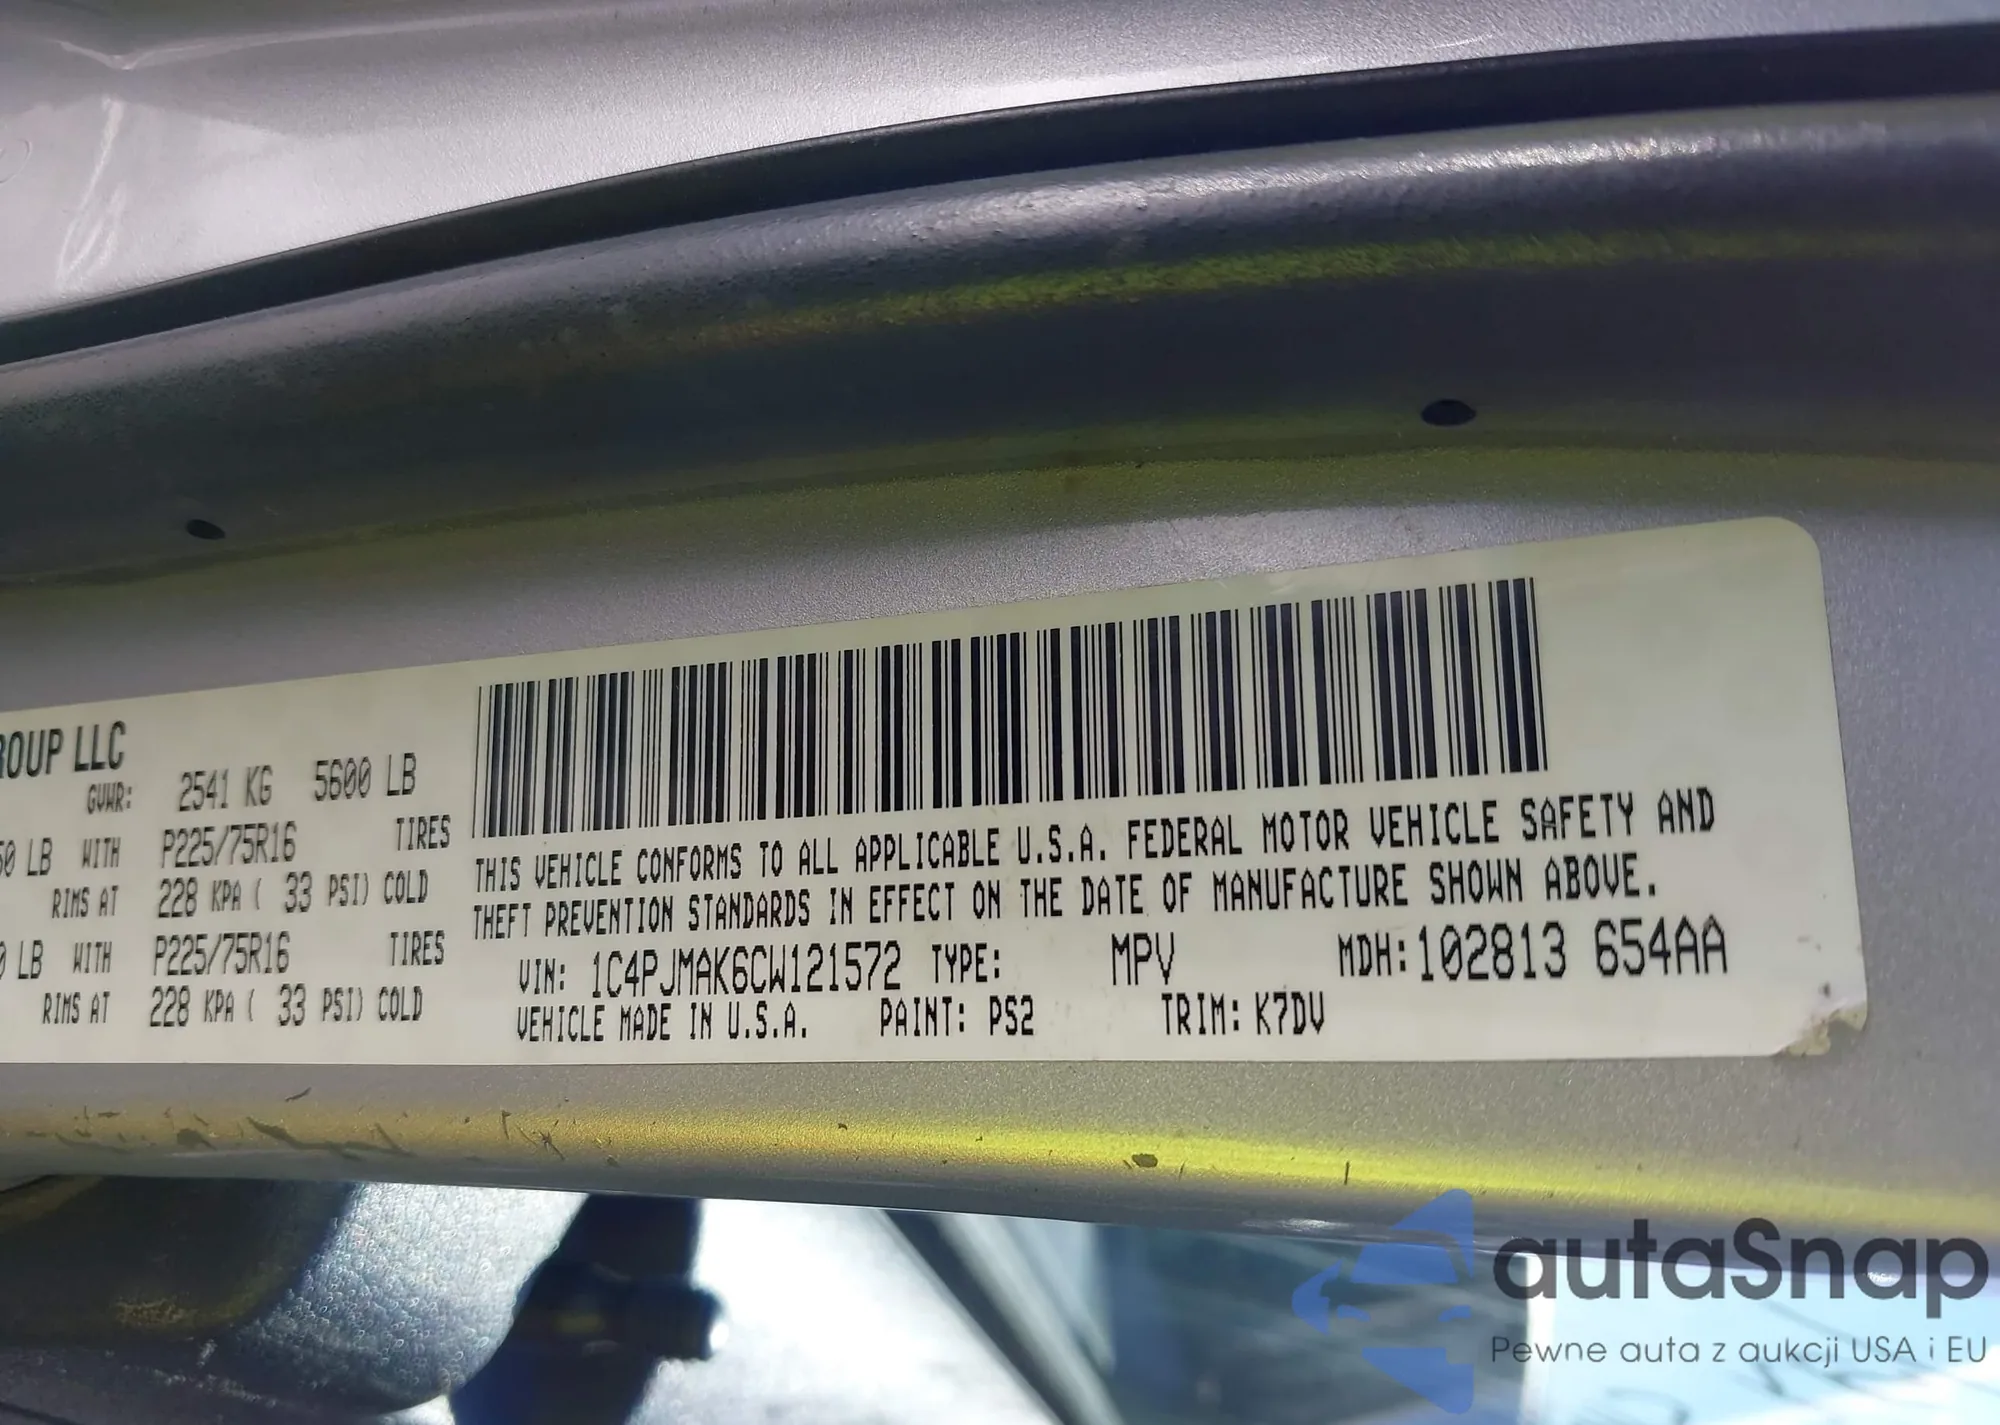 ROUP LLC
GVWR: 2541 KG 5600 LB
50 LB WITH P225/75R16 TIRES
RIMS AT 228 KPA ( 33 PSI) COLD
0 LB WITH P225/75R16 TIRES
RIMS AT 228 KPA ( 33 PSI) COLD
THIS VEHICLE CONFORMS TO ALL APPLICABLE U.S.A. FEDERAL MOTOR VEHICLE SAFETY AND
THEFT PREVENTION STANDARDS IN EFFECT ON THE DATE OF MANUFACTURE SHOWN ABOVE.
VIN: 1C4PJMAK6CW121572 TYPE: MPV MDH: 102813 654AA
VEHICLE MADE IN U.S.A. PAINT: PS2 TRIM: K7DV
autaSnap
Pewne auta z aukcji USA i EU